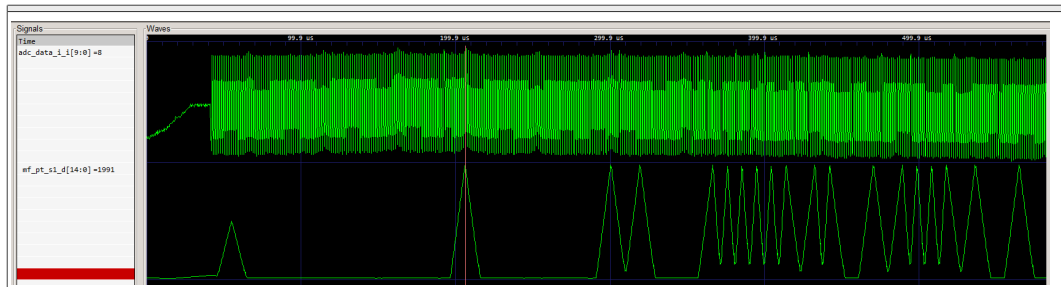 Signals
Waves
Time
99.9 us
199.9 us
299.9 us
399.9 us
499.9 us
adc_data_i_i[9:0] =8
mf_pt_s1_d[14:0] =1991